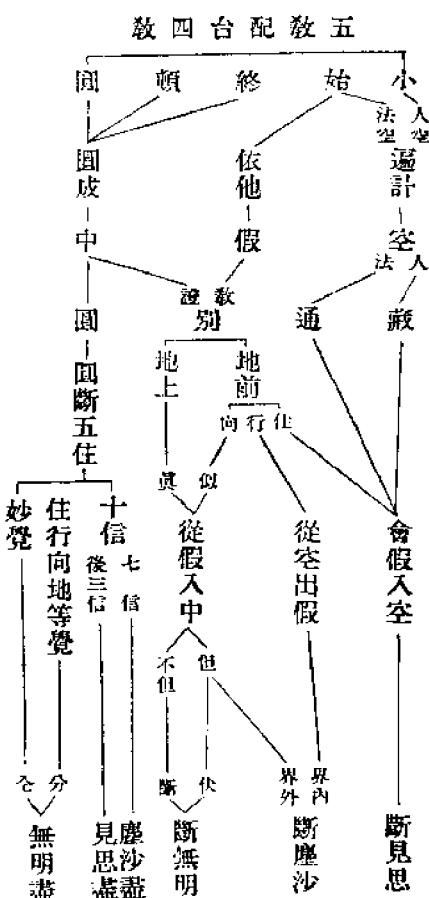 五敎配台四敎
小
始
終
頓
圓
人空
法空
遍計
依他
圓成
空
假
中
人
法
敎
證
藏
通
別
圓
地前
地上
住行向
圓斷五住
似
眞
十信
七信
後三信
住行向地等覺
妙覺
會假入空
從空出假
從假入中
但
不但
界內
界外
伏
斷
分
全
斷見思
斷塵沙
斷無明
塵沙盡
見思盡
無明盡